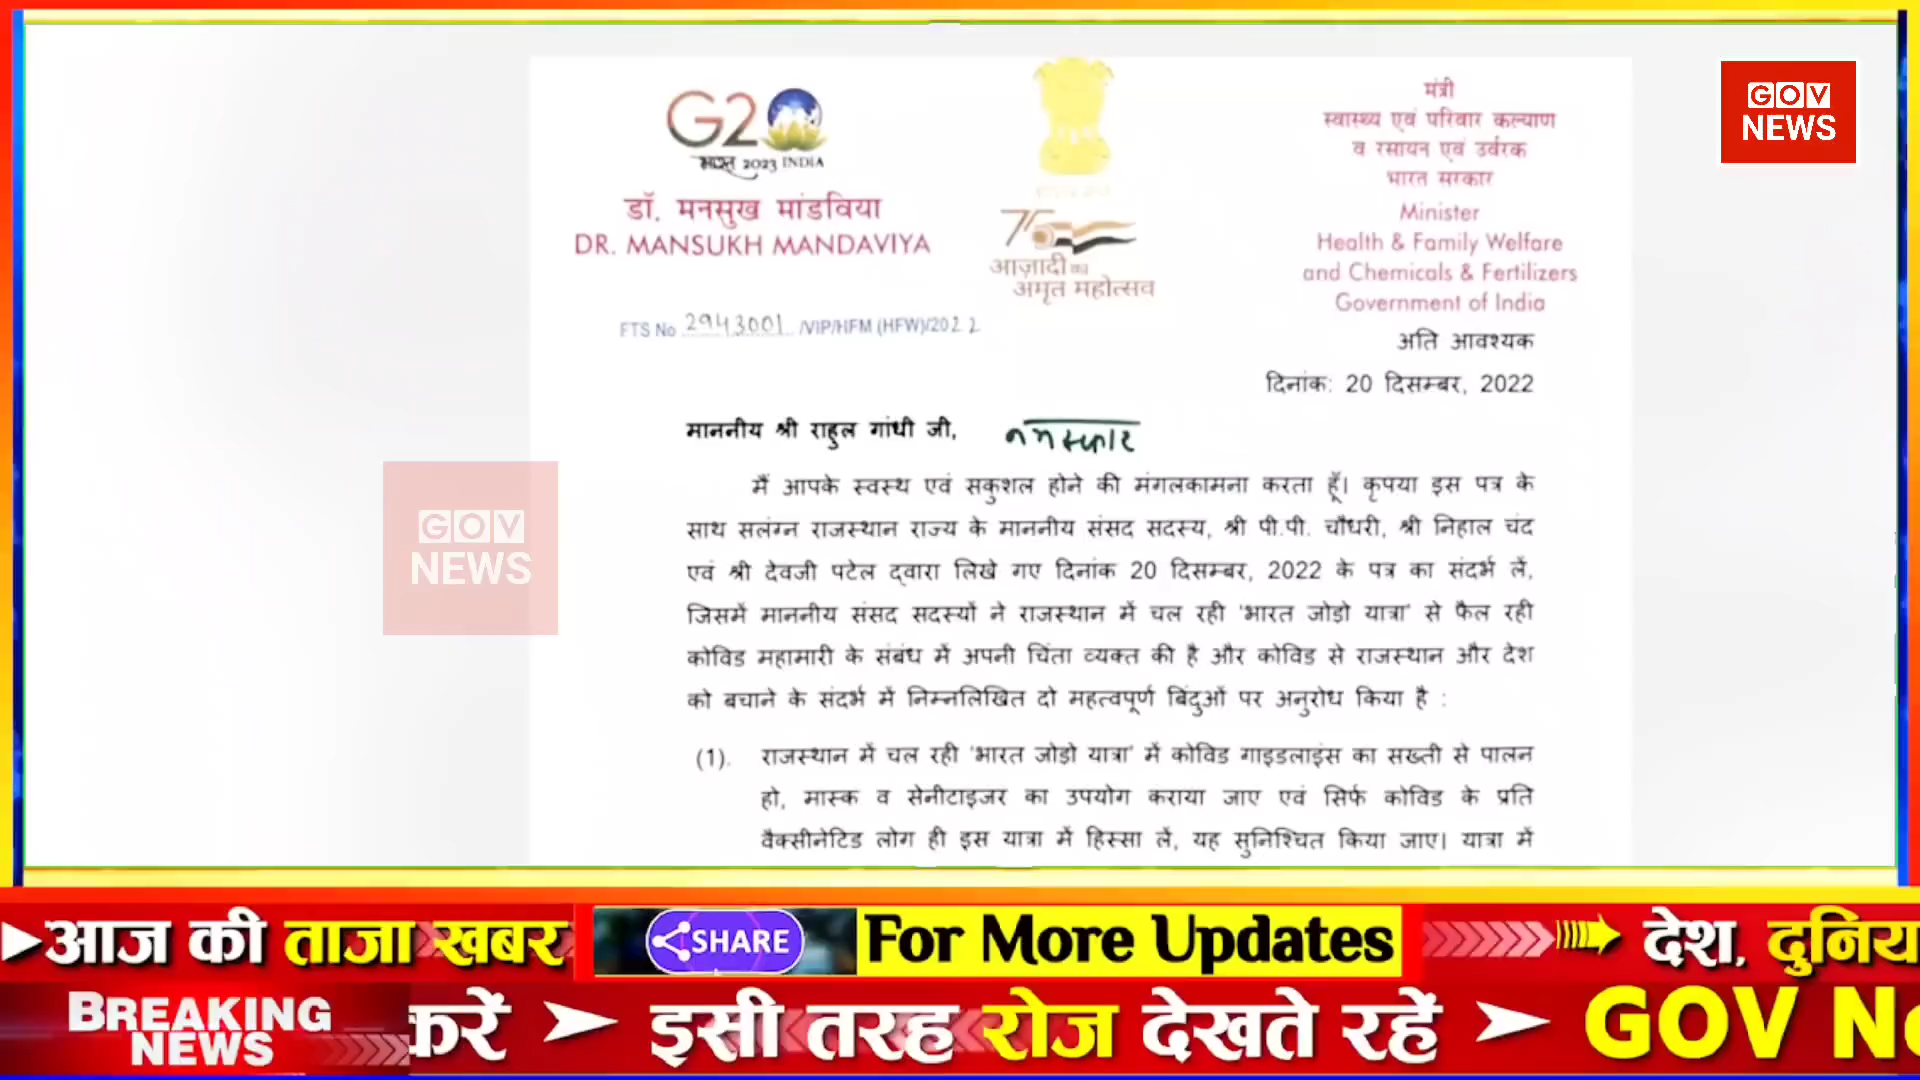 GOV
NEWS
G20
भारत 2023 INDIA
डॉ. मनसुख मांडविया
DR. MANSUKH MANDAVIYA
75
आज़ादी का
अमृत महोत्सव
मंत्री
स्वास्थ्य एवं परिवार कल्याण
व रसायन एवं उर्वरक
भारत सरकार
Minister
Health & Family Welfare
and Chemicals & Fertilizers
Government of India
FTS No 2943001 /VIP/HFM (HFW)/2022
अति आवश्यक
दिनांक: 20 दिसम्बर, 2022
माननीय श्री राहुल गांधी जी, नमस्कार
मैं आपके स्वस्थ एवं सकुशल होने की मंगलकामना करता हूँ। कृपया इस पत्र के
साथ सलंग्न राजस्थान राज्य के माननीय संसद सदस्य, श्री पी.पी. चौधरी, श्री निहाल चंद
एवं श्री देवजी पटेल द्वारा लिखे गए दिनांक 20 दिसम्बर, 2022 के पत्र का संदर्भ लें,
जिसमें माननीय संसद सदस्यों ने राजस्थान में चल रही 'भारत जोड़ो यात्रा' से फैल रही
कोविड महामारी के संबंध में अपनी चिंता व्यक्त की है और कोविड से राजस्थान और देश
को बचाने के संदर्भ में निम्नलिखित दो महत्वपूर्ण बिंदुओं पर अनुरोध किया है :
(1). राजस्थान में चल रही 'भारत जोड़ो यात्रा' में कोविड गाइडलाइंस का सख्ती से पालन
हो, मास्क व सेनीटाइजर का उपयोग कराया जाए एवं सिर्फ कोविड के प्रति
वैक्सीनेटिड लोग ही इस यात्रा में हिस्सा लें, यह सुनिश्चित किया जाए। यात्रा में
GOV
NEWS
आज की ताजा खबर
SHARE
For More Updates
देश, दुनिय
BREAKING
NEWS
करें ➤ इसी तरह रोज देखते रहें ➤ GOV Ne